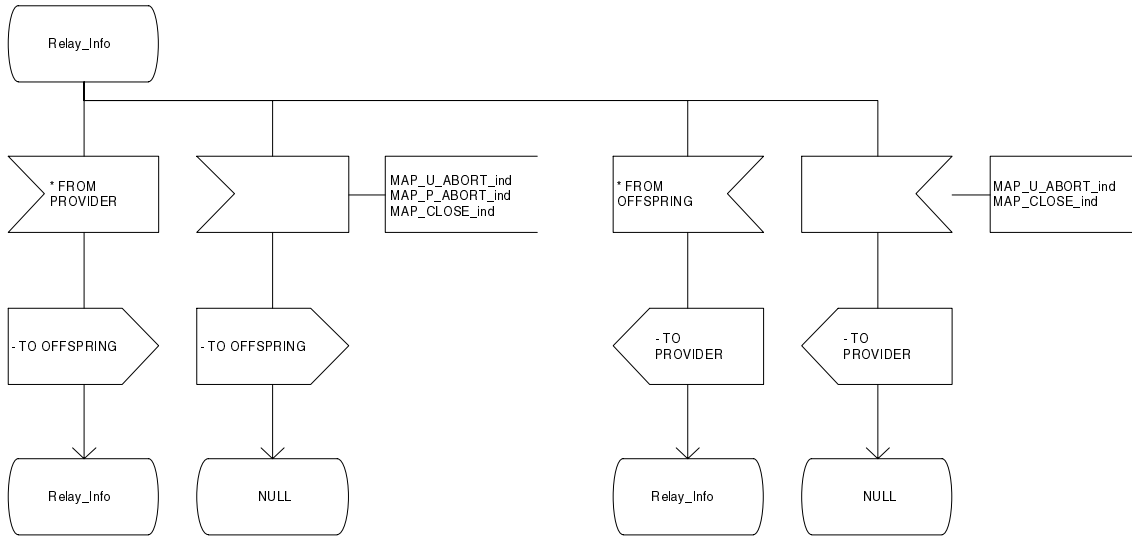 Relay_Info
* FROM
PROVIDER
MAP_U_ABORT_ind
MAP_P_ABORT_ind
MAP_CLOSE_ind
* FROM
OFFSPRING
MAP_U_ABORT_ind
MAP_CLOSE_ind
- TO OFFSPRING
- TO OFFSPRING
- TO
PROVIDER
- TO
PROVIDER
Relay_Info
NULL
Relay_Info
NULL